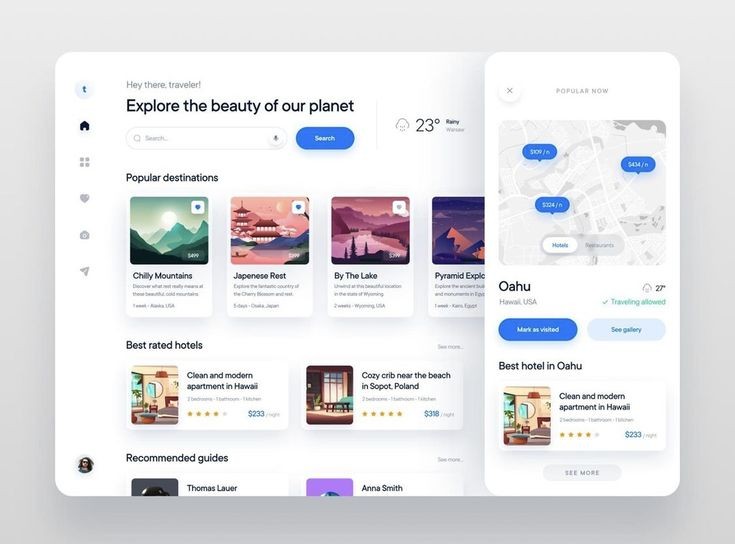 t
Hey there, traveler!
Explore the beauty of our planet
Search...
Search
23°
Rainy
Warsaw
Popular destinations
$499
Chilly Mountains
Discover what really means at
these beautiful, cold mountains
1 week - Alaska, USA
$899
Japenese Rest
Explore the fantastic country of
the Cherry Blossom and rest.
5 days - Osaka, Japan
$399
By The Lake
Unwind at this beautiful location
in the state of Wyoming.
2 weeks - Wyoming, USA
Pyramid Explo
Explore the ancient buil
and monuments in Egypt
1 week - Kairo, Egypt
Best rated hotels
See more...
Clean and modern
apartment in Hawaii
2 bedrooms - 1 bathroom - 1 kitchen
$233 / night
Cozy crib near the beach
in Sopot, Poland
2 bedrooms - 1 bathroom - 1 kitchen
$318 / night
Recommended guides
See more...
Thomas Lauer
Anna Smith
POPULAR NOW
$109 / n
$434 / n
$324 / n
Hotels
Restaurants
Oahu
27°
Hawaii, USA
Traveling allowed
Mark as visited
See gallery
Best hotel in Oahu
Clean and modern
apartment in Hawaii
2 bedrooms - 1 bathroom - 1 kitchen
$233 / night
SEE MORE